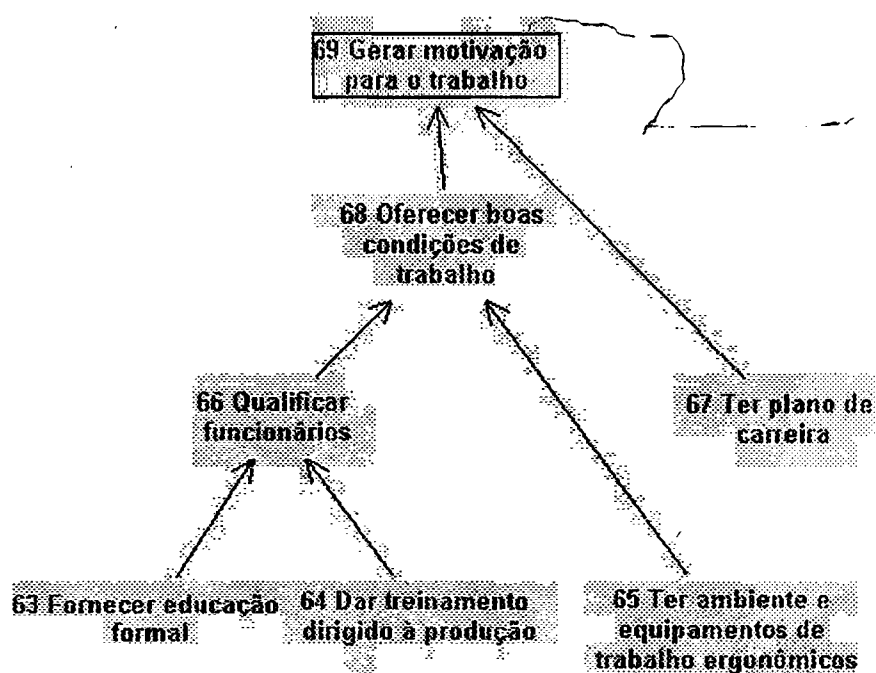 69 Gerar motivação
para o trabalho
68 Oferecer boas
condições de
trabalho
66 Qualificar
funcionários
67 Ter plano de
carreira
63 Fornecer educação
formal
64 Dar treinamento
dirigido à produção
65 Ter ambiente e
equipamentos de
trabalho ergonômicos